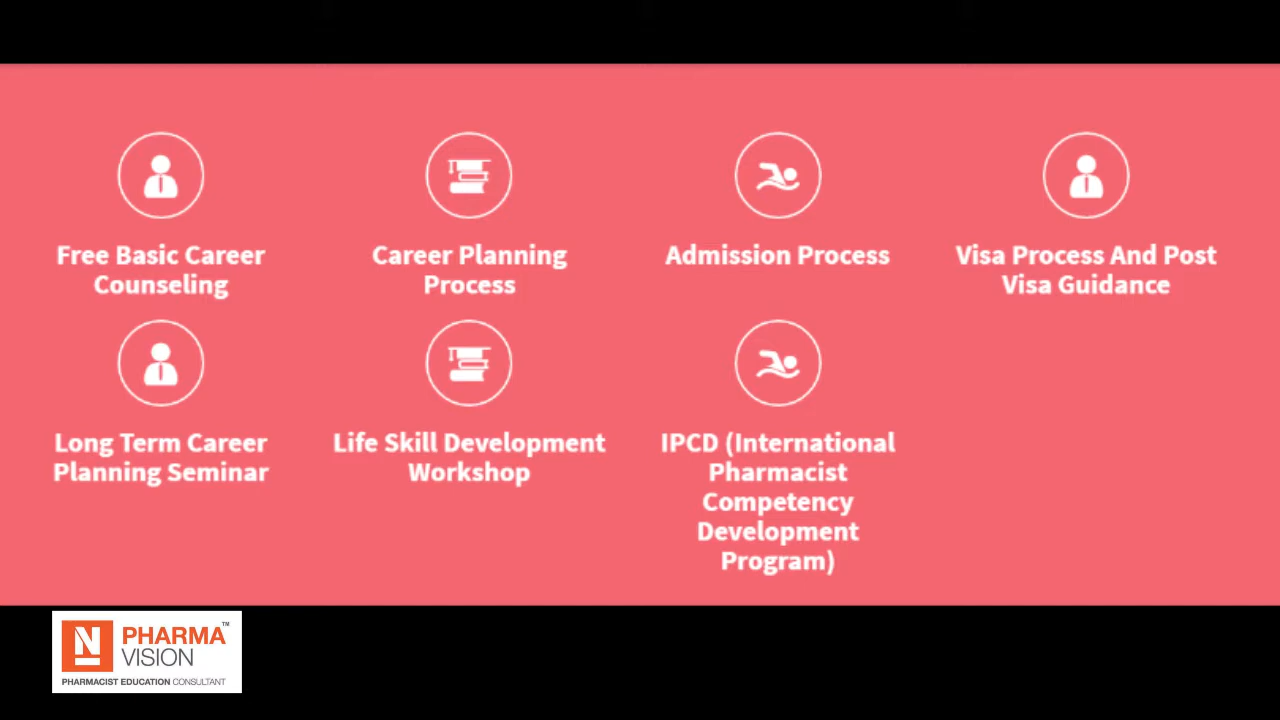 Free Basic Career
Counseling
Career Planning
Process
Admission Process
Visa Process And Post
Visa Guidance
Long Term Career
Planning Seminar
Life Skill Development
Workshop
IPCD (International
Pharmacist
Competency
Development
Program)
N PHARMA™
VISION
PHARMACIST EDUCATION CONSULTANT